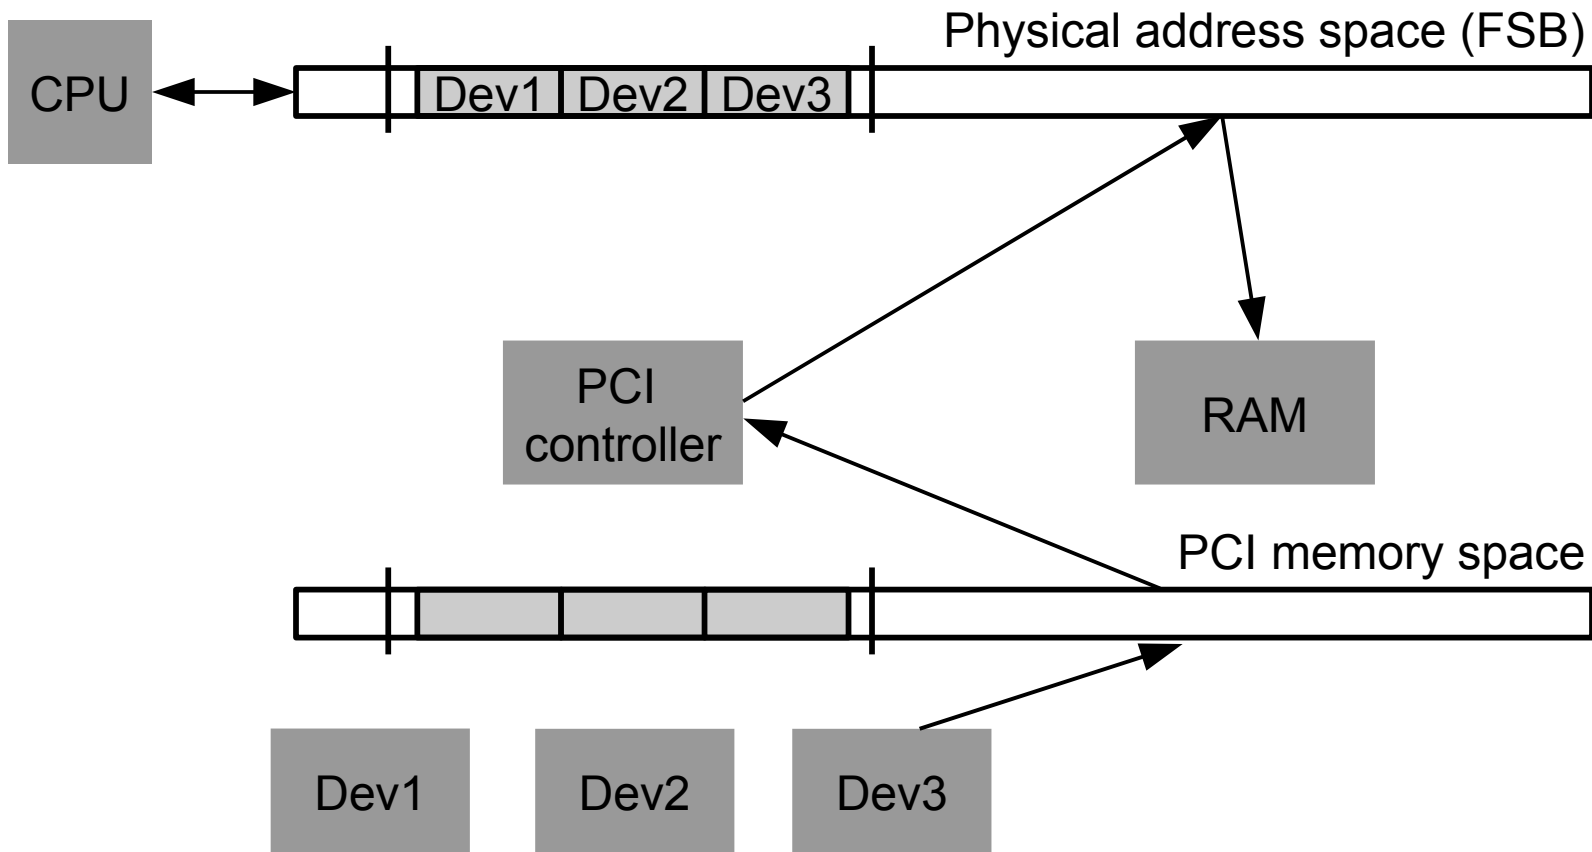 Physical address space (FSB)
CPU
Dev1 Dev2 Dev3
PCI
controller
RAM
PCI memory space
Dev1
Dev2
Dev3